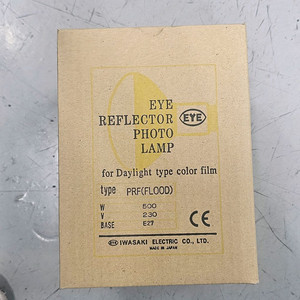 EYE
REFLECTOR EYE
PHOTO
LAMP
for Daylight type color film
type PRF(FLOOD)
W 500
V 230
BASE E27
CE
EYE IWASAKI ELECTRIC CO., LTD.
MADE IN JAPAN